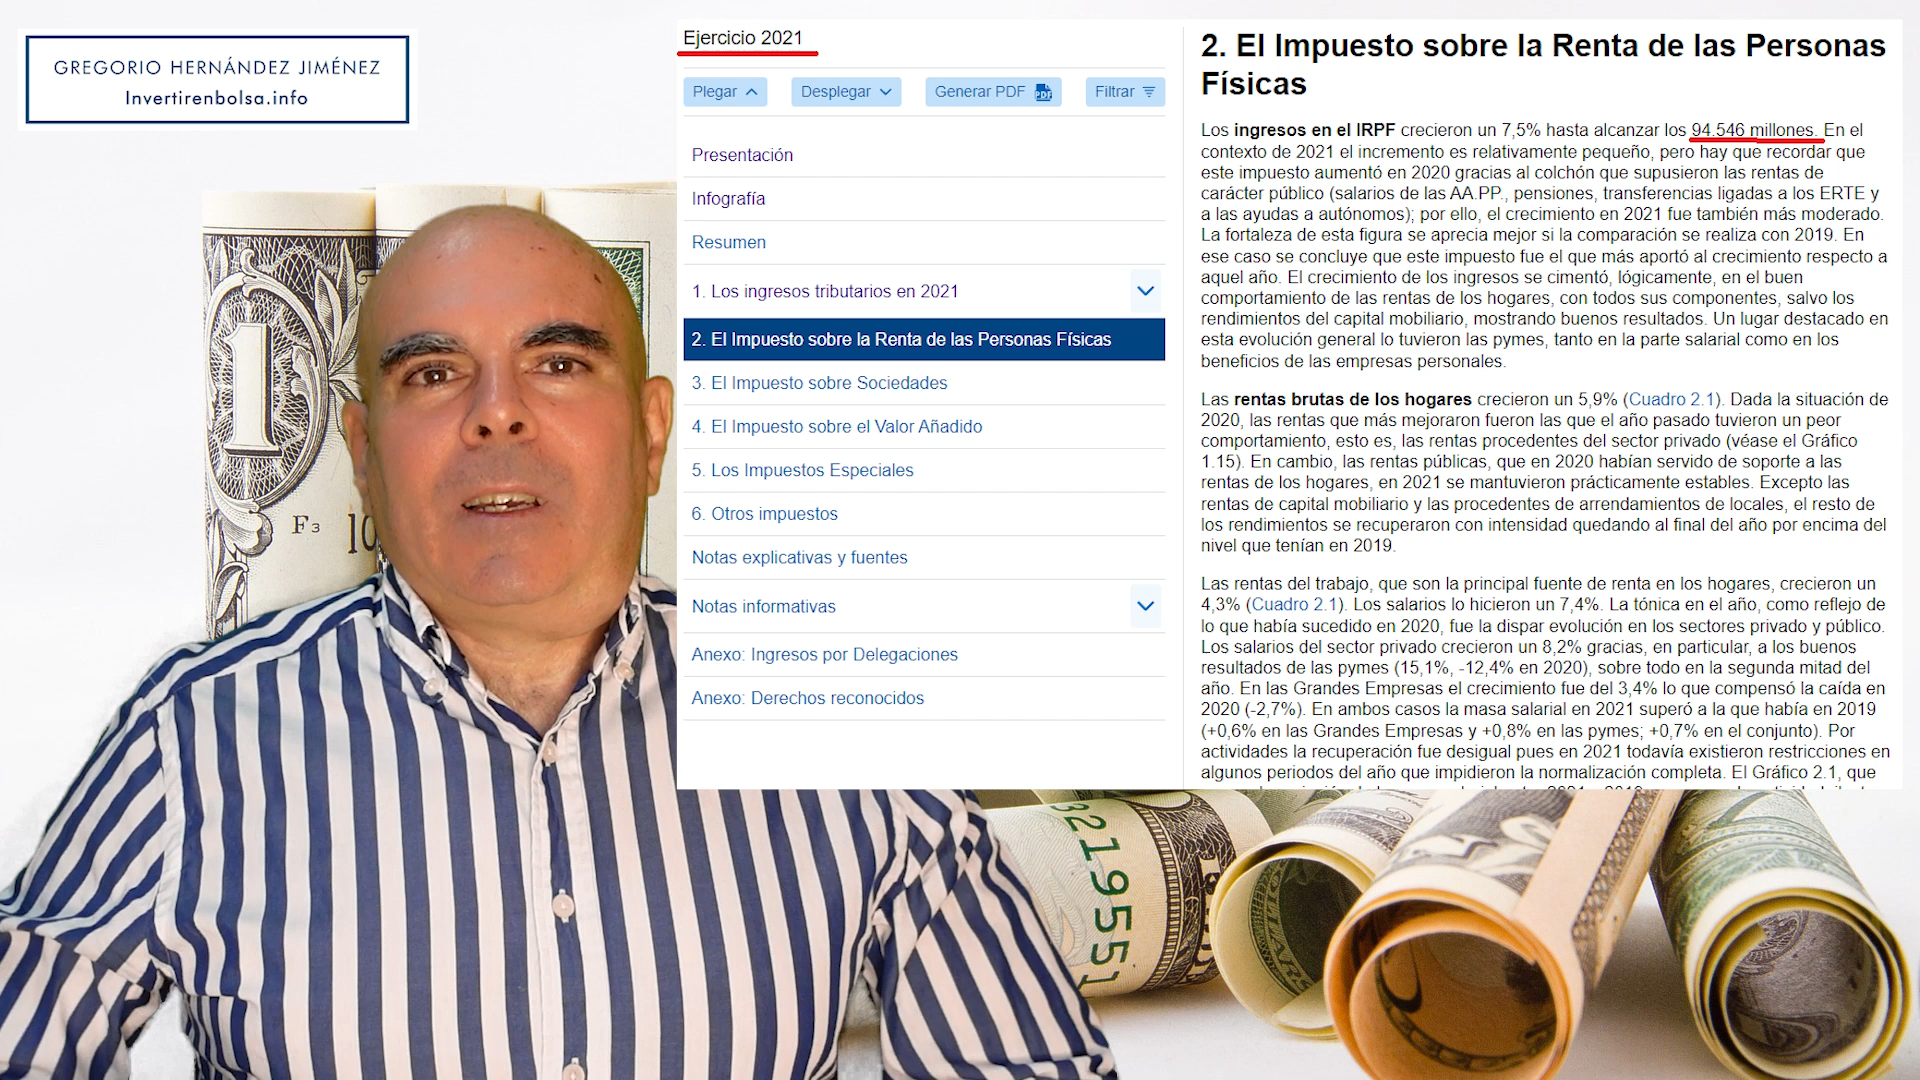 GREGORIO HERNÁNDEZ JIMÉNEZ
Invertirenbolsa.info
Ejercicio 2021
Plegar
Desplegar
Generar PDF
PDF
Filtrar
Presentación
Infografía
Resumen
1. Los ingresos tributarios en 2021
2. El Impuesto sobre la Renta de las Personas Físicas
3. El Impuesto sobre Sociedades
4. El Impuesto sobre el Valor Añadido
5. Los Impuestos Especiales
6. Otros impuestos
Notas explicativas y fuentes
Notas informativas
Anexo: Ingresos por Delegaciones
Anexo: Derechos reconocidos
2. El Impuesto sobre la Renta de las Personas
Físicas
Los ingresos en el IRPF crecieron un 7,5% hasta alcanzar los 94.546 millones. En el
contexto de 2021 el incremento es relativamente pequeño, pero hay que recordar que
este impuesto aumentó en 2020 gracias al colchón que supusieron las rentas de
carácter público (salarios de las AA.PP., pensiones, transferencias ligadas a los ERTE y
a las ayudas a autónomos); por ello, el crecimiento en 2021 fue también más moderado.
La fortaleza de esta figura se aprecia mejor si la comparación se realiza con 2019. En
ese caso se concluye que este impuesto fue el que más aportó al crecimiento respecto a
aquel año. El crecimiento de los ingresos se cimentó, lógicamente, en el buen
comportamiento de las rentas de los hogares, con todos sus componentes, salvo los
rendimientos del capital mobiliario, mostrando buenos resultados. Un lugar destacado en
esta evolución general lo tuvieron las pymes, tanto en la parte salarial como en los
beneficios de las empresas personales.
Las rentas brutas de los hogares crecieron un 5,9% (Cuadro 2.1). Dada la situación de
2020, las rentas que más mejoraron fueron las que el año pasado tuvieron un peor
comportamiento, esto es, las rentas procedentes del sector privado (véase el Gráfico
1.15). En cambio, las rentas públicas, que en 2020 habían servido de soporte a las
rentas de los hogares, en 2021 se mantuvieron prácticamente estables. Excepto las
rentas de capital mobiliario y las procedentes de arrendamientos de locales, el resto de
los rendimientos se recuperaron con intensidad quedando al final del año por encima del
nivel que tenían en 2019.
Las rentas del trabajo, que son la principal fuente de renta en los hogares, crecieron un
4,3% (Cuadro 2.1). Los salarios lo hicieron un 7,4%. La tónica en el año, como reflejo de
lo que había sucedido en 2020, fue la dispar evolución en los sectores privado y público.
Los salarios del sector privado crecieron un 8,2% gracias, en particular, a los buenos
resultados de las pymes (15,1%, -12,4% en 2020), sobre todo en la segunda mitad del
año. En las Grandes Empresas el crecimiento fue del 3,4% lo que compensó la caída en
2020 (-2,7%). En ambos casos la masa salarial en 2021 superó a la que había en 2019
(+0,6% en las Grandes Empresas y +0,8% en las pymes; +0,7% en el conjunto). Por
actividades la recuperación fue desigual pues en 2021 todavía existieron restricciones en
algunos periodos del año que impidieron la normalización completa. El Gráfico 2.1, que
1
F3
10
3219551